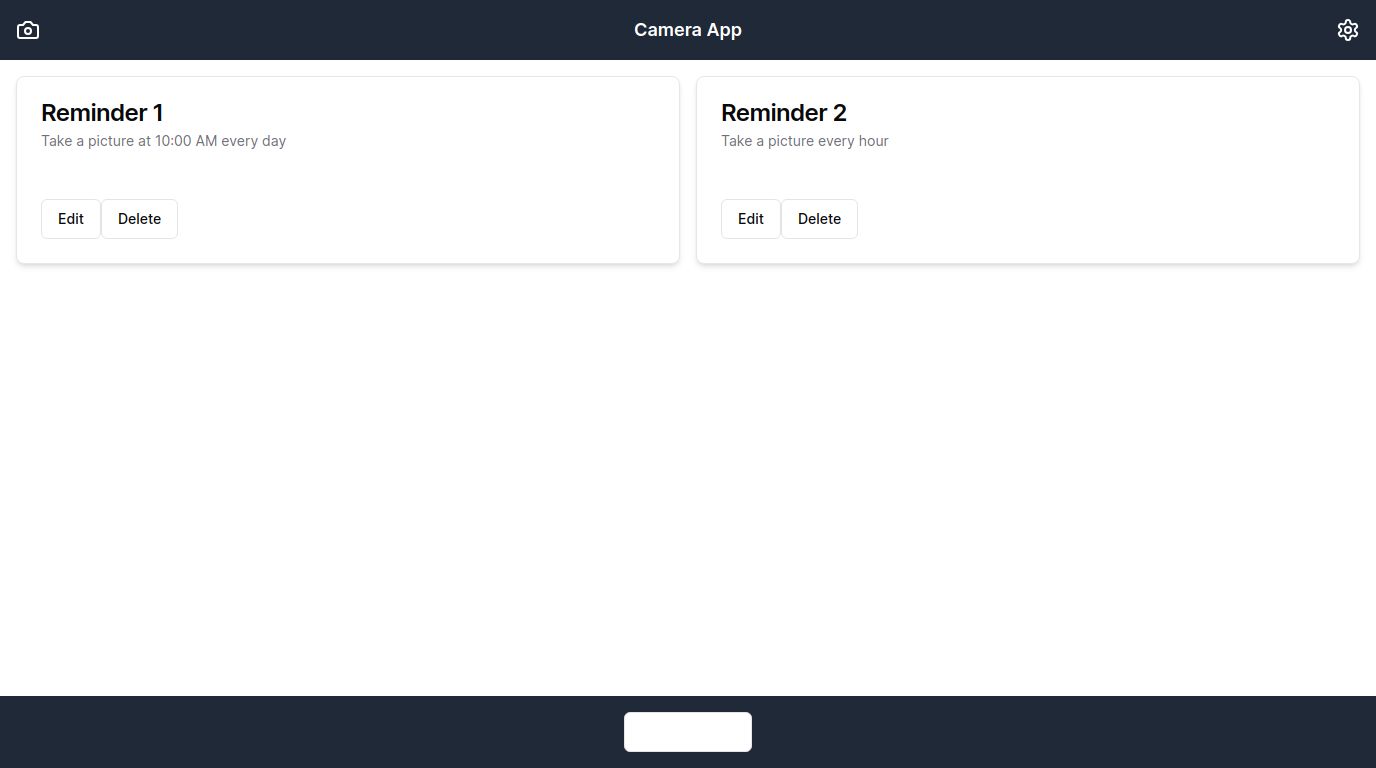 Camera App
Reminder 1
Take a picture at 10:00 AM every day
Edit
Delete
Reminder 2
Take a picture every hour
Edit
Delete